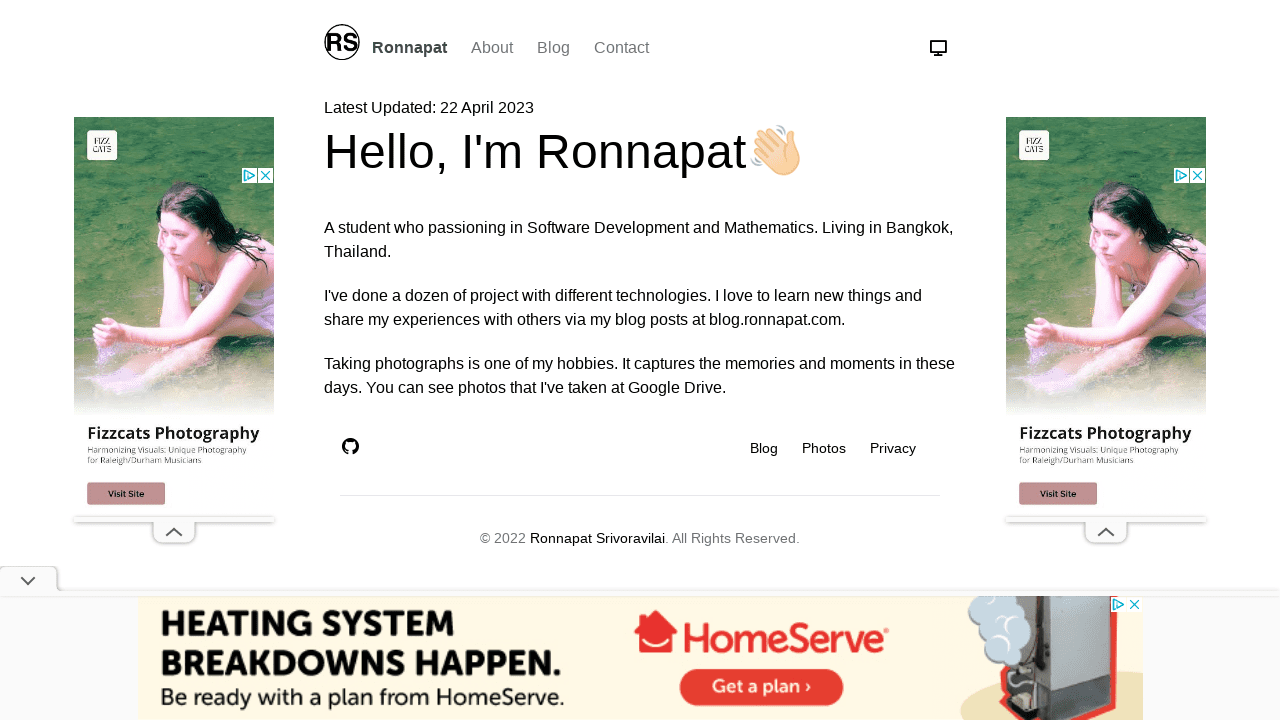 RS Ronnapat About Blog Contact
Latest Updated: 22 April 2023
Hello, I'm Ronnapat
A student who passioning in Software Development and Mathematics. Living in Bangkok,
Thailand.
I've done a dozen of project with different technologies. I love to learn new things and
share my experiences with others via my blog posts at blog.ronnapat.com.
Taking photographs is one of my hobbies. It captures the memories and moments in these
days. You can see photos that I've taken at Google Drive.
Blog Photos Privacy
© 2022 Ronnapat Srivoravilai. All Rights Reserved.
FIZZ
CATS
Fizzcats Photography
Harmonizing Visuals: Unique Photography
for Raleigh/Durham Musicians
Visit Site
FIZZ
CATS
Fizzcats Photography
Harmonizing Visuals: Unique Photography
for Raleigh/Durham Musicians
Visit Site
HEATING SYSTEM
BREAKDOWNS HAPPEN.
Be ready with a plan from HomeServe.
HomeServe®
Get a plan ›